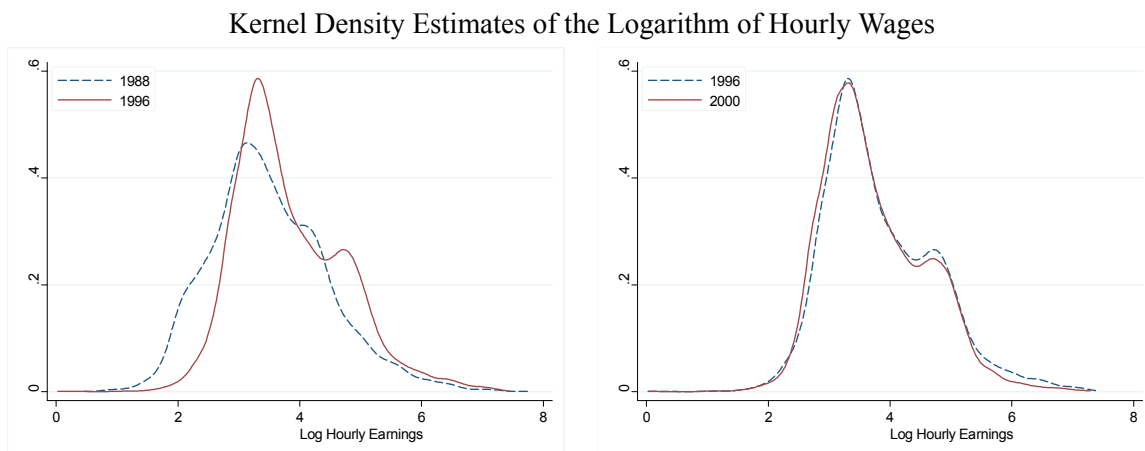 Kernel Density Estimates of the Logarithm of Hourly Wages
.6
1988
1996
.4
.2
0
0 2 4 6 8
Log Hourly Earnings
.6
1996
2000
.4
.2
0
0 2 4 6 8
Log Hourly Earnings